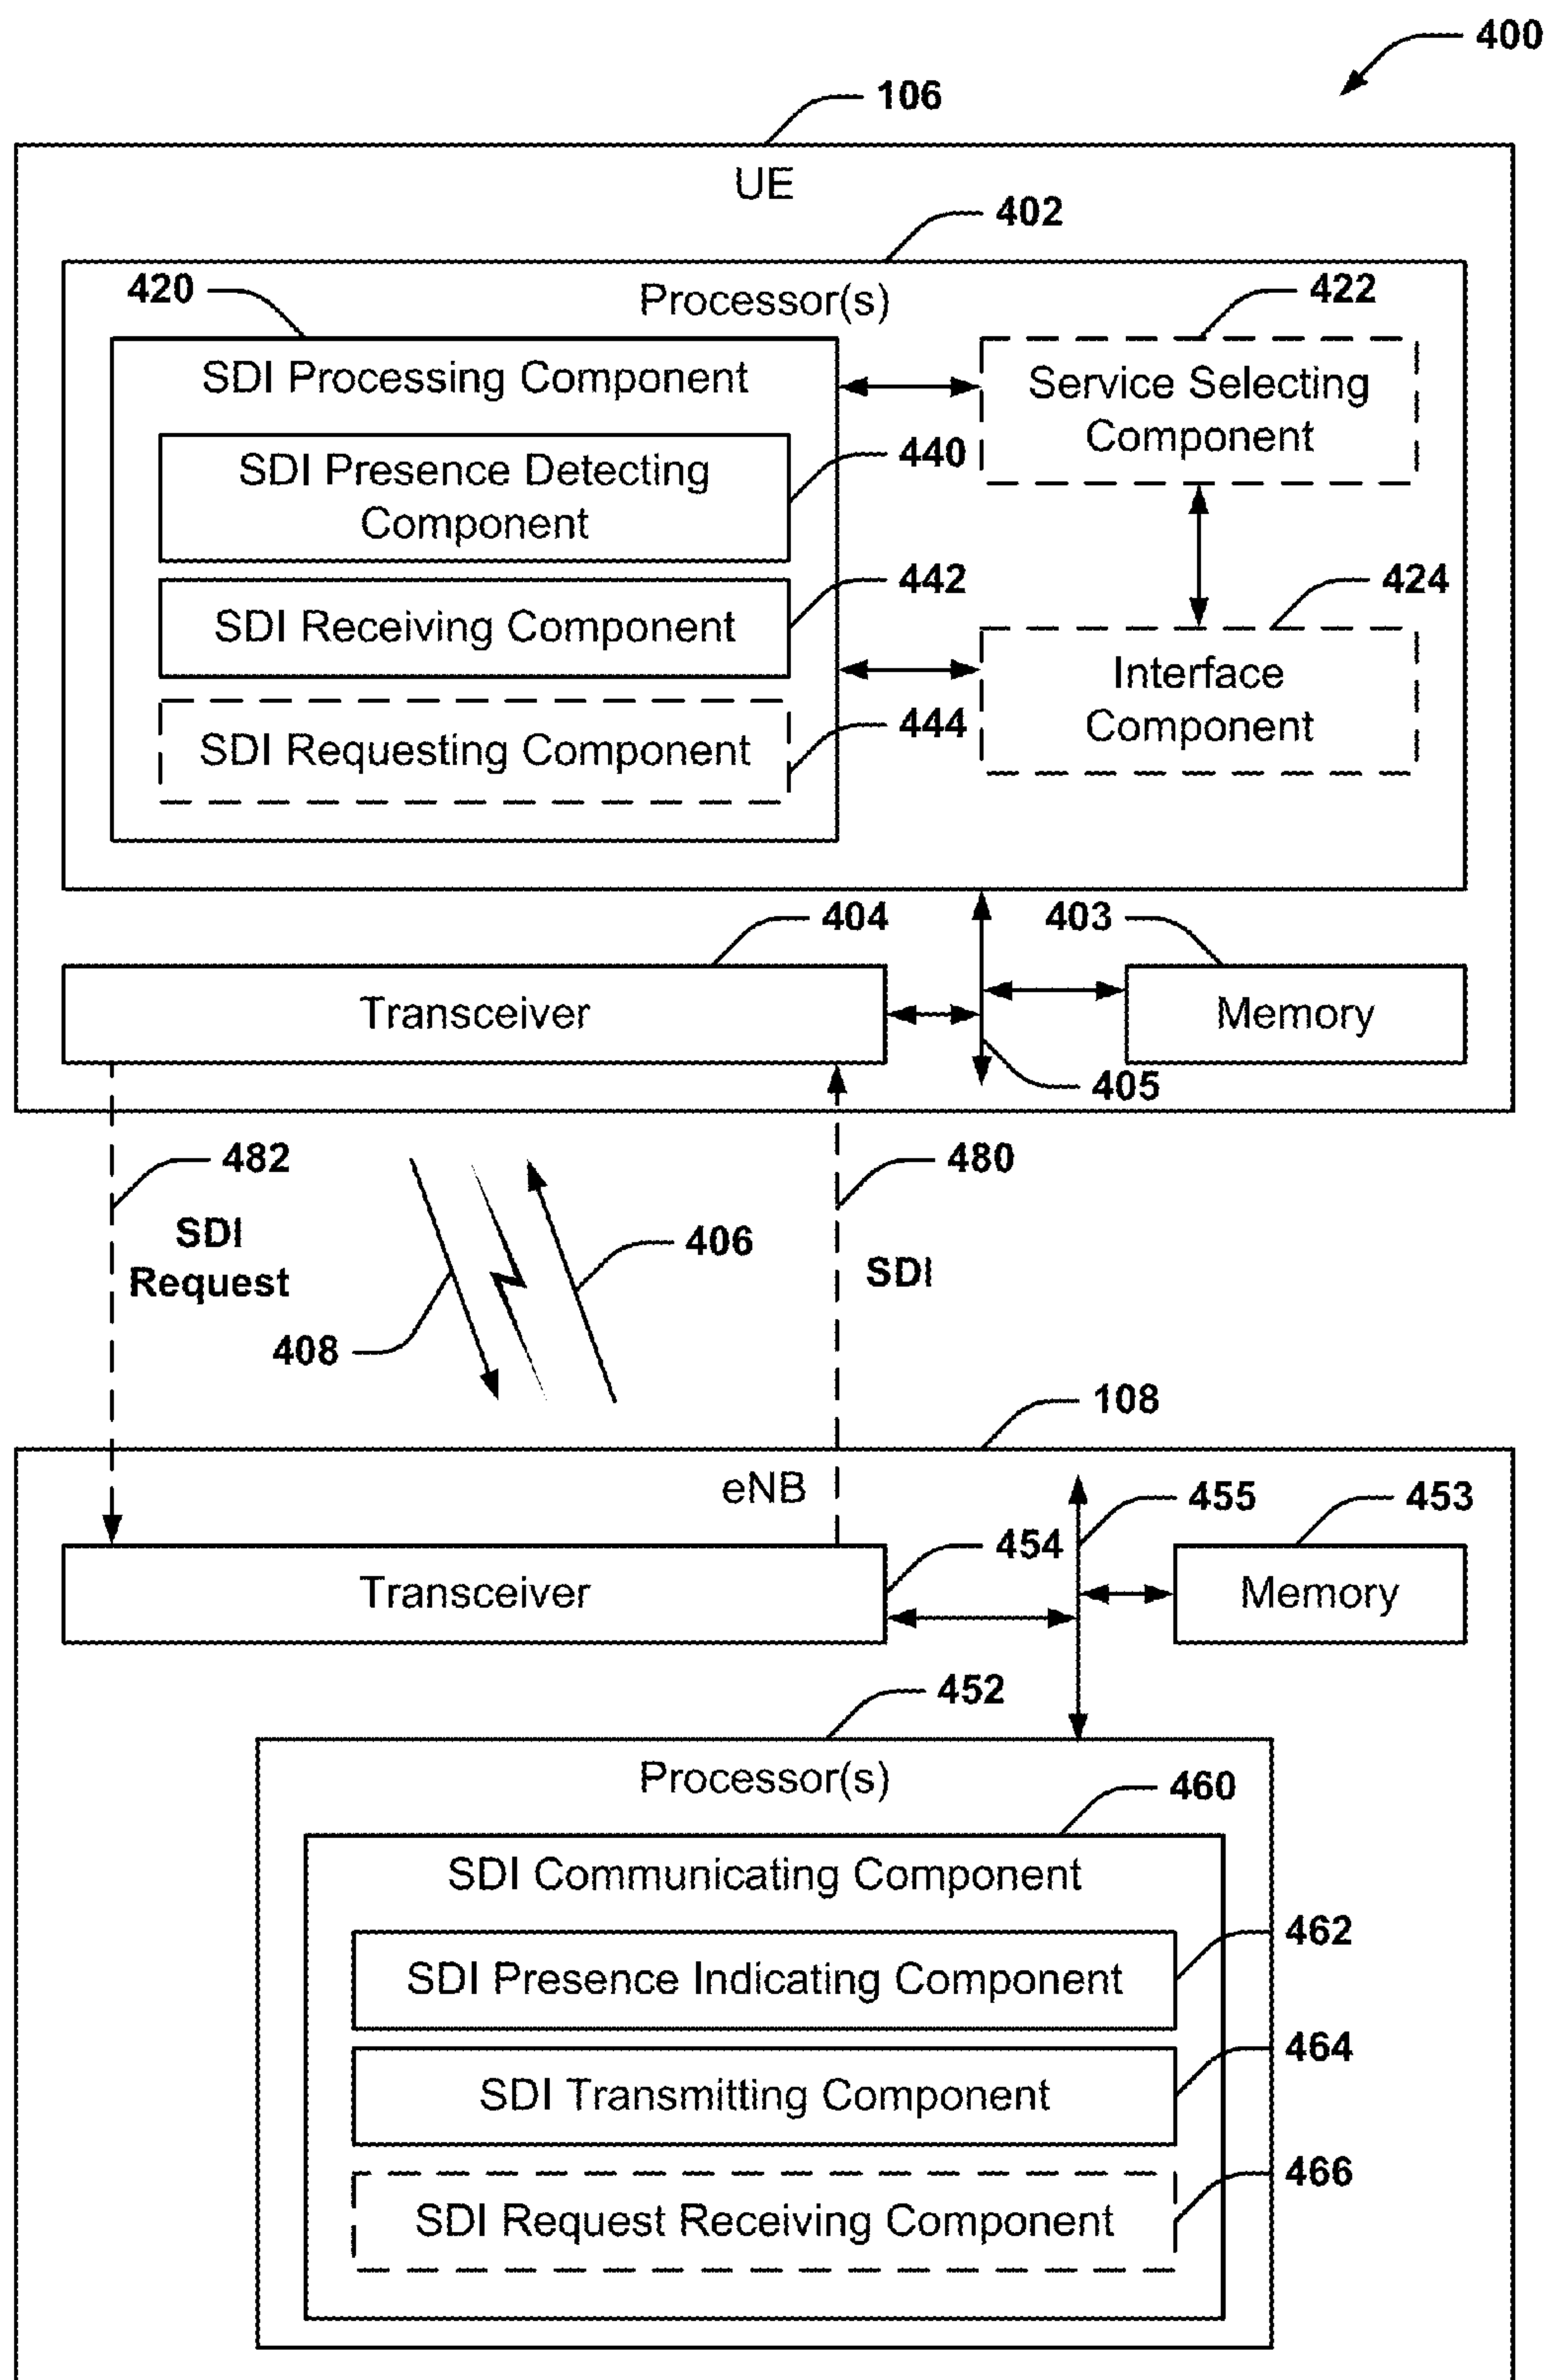 400
106
UE
402
420
Processor(s)
422
SDI Processing Component
Service Selecting
Component
SDI Presence Detecting
Component
440
442
SDI Receiving Component
424
Interface
Component
444
SDI Requesting Component
404
403
Transceiver
Memory
405
482
480
SDI
Request
406
SDI
408
108
eNB
455
453
454
Transceiver
Memory
452
Processor(s)
460
SDI Communicating Component
462
SDI Presence Indicating Component
464
SDI Transmitting Component
466
SDI Request Receiving Component